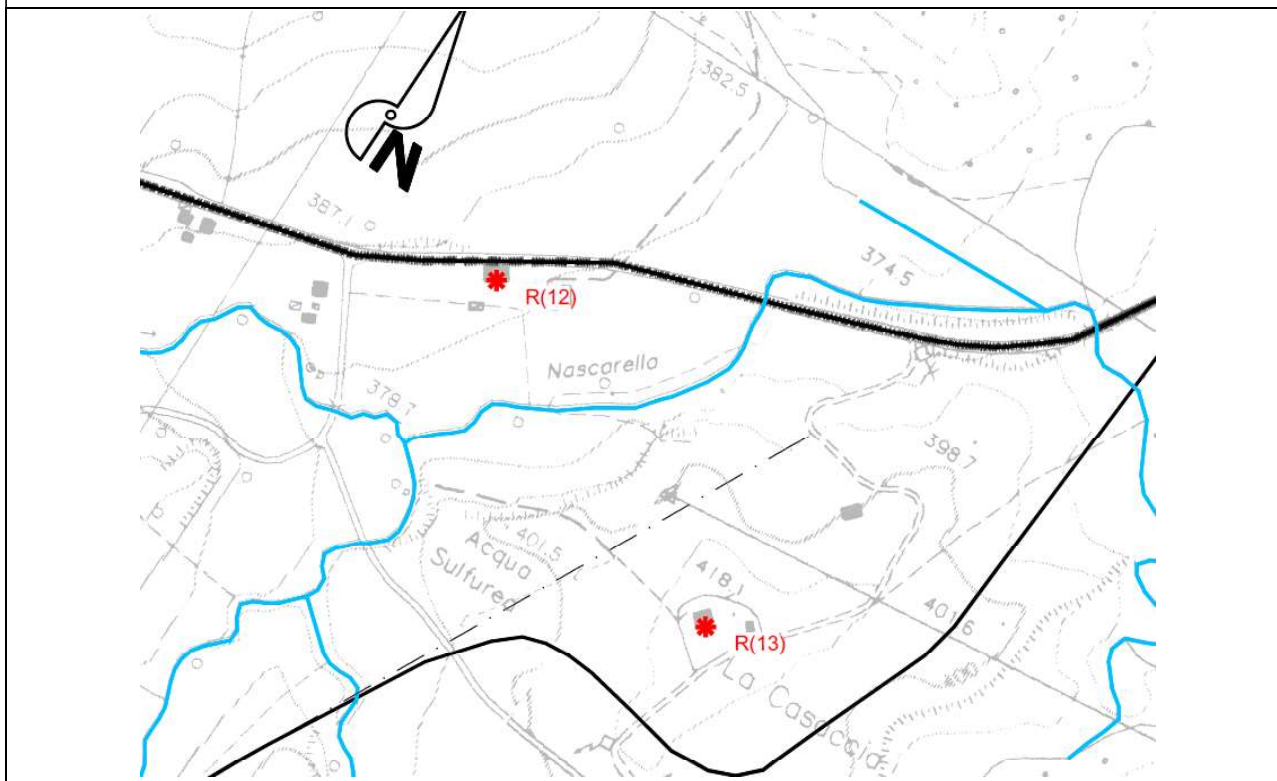 382.5
N
387.1
374.5
R(12)
Nascarella
378.7
398.7
401.5
Acqua
Sulfurea
418.1
401.6
R(13)
La Casaccia